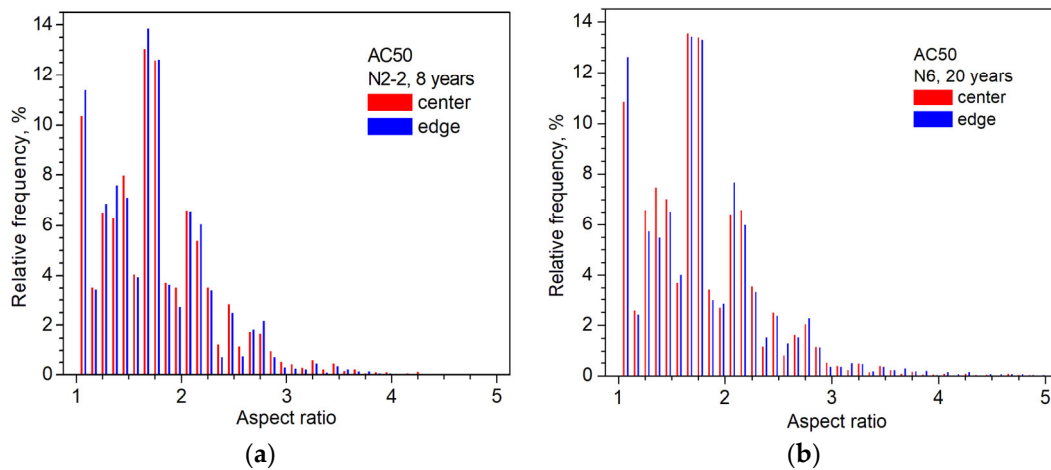 14
12
10
8
6
4
2
0
Relative frequency, %
AC50
N2-2, 8 years
center
edge
1 2 3 4 5
Aspect ratio
(a)
14
12
10
8
6
4
2
0
Relative frequency, %
AC50
N6, 20 years
center
edge
1 2 3 4 5
Aspect ratio
(b)